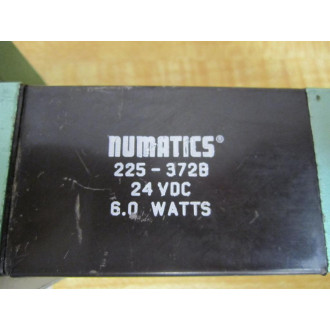 numatics®
225-372B
24 VDC
6.0 WATTS